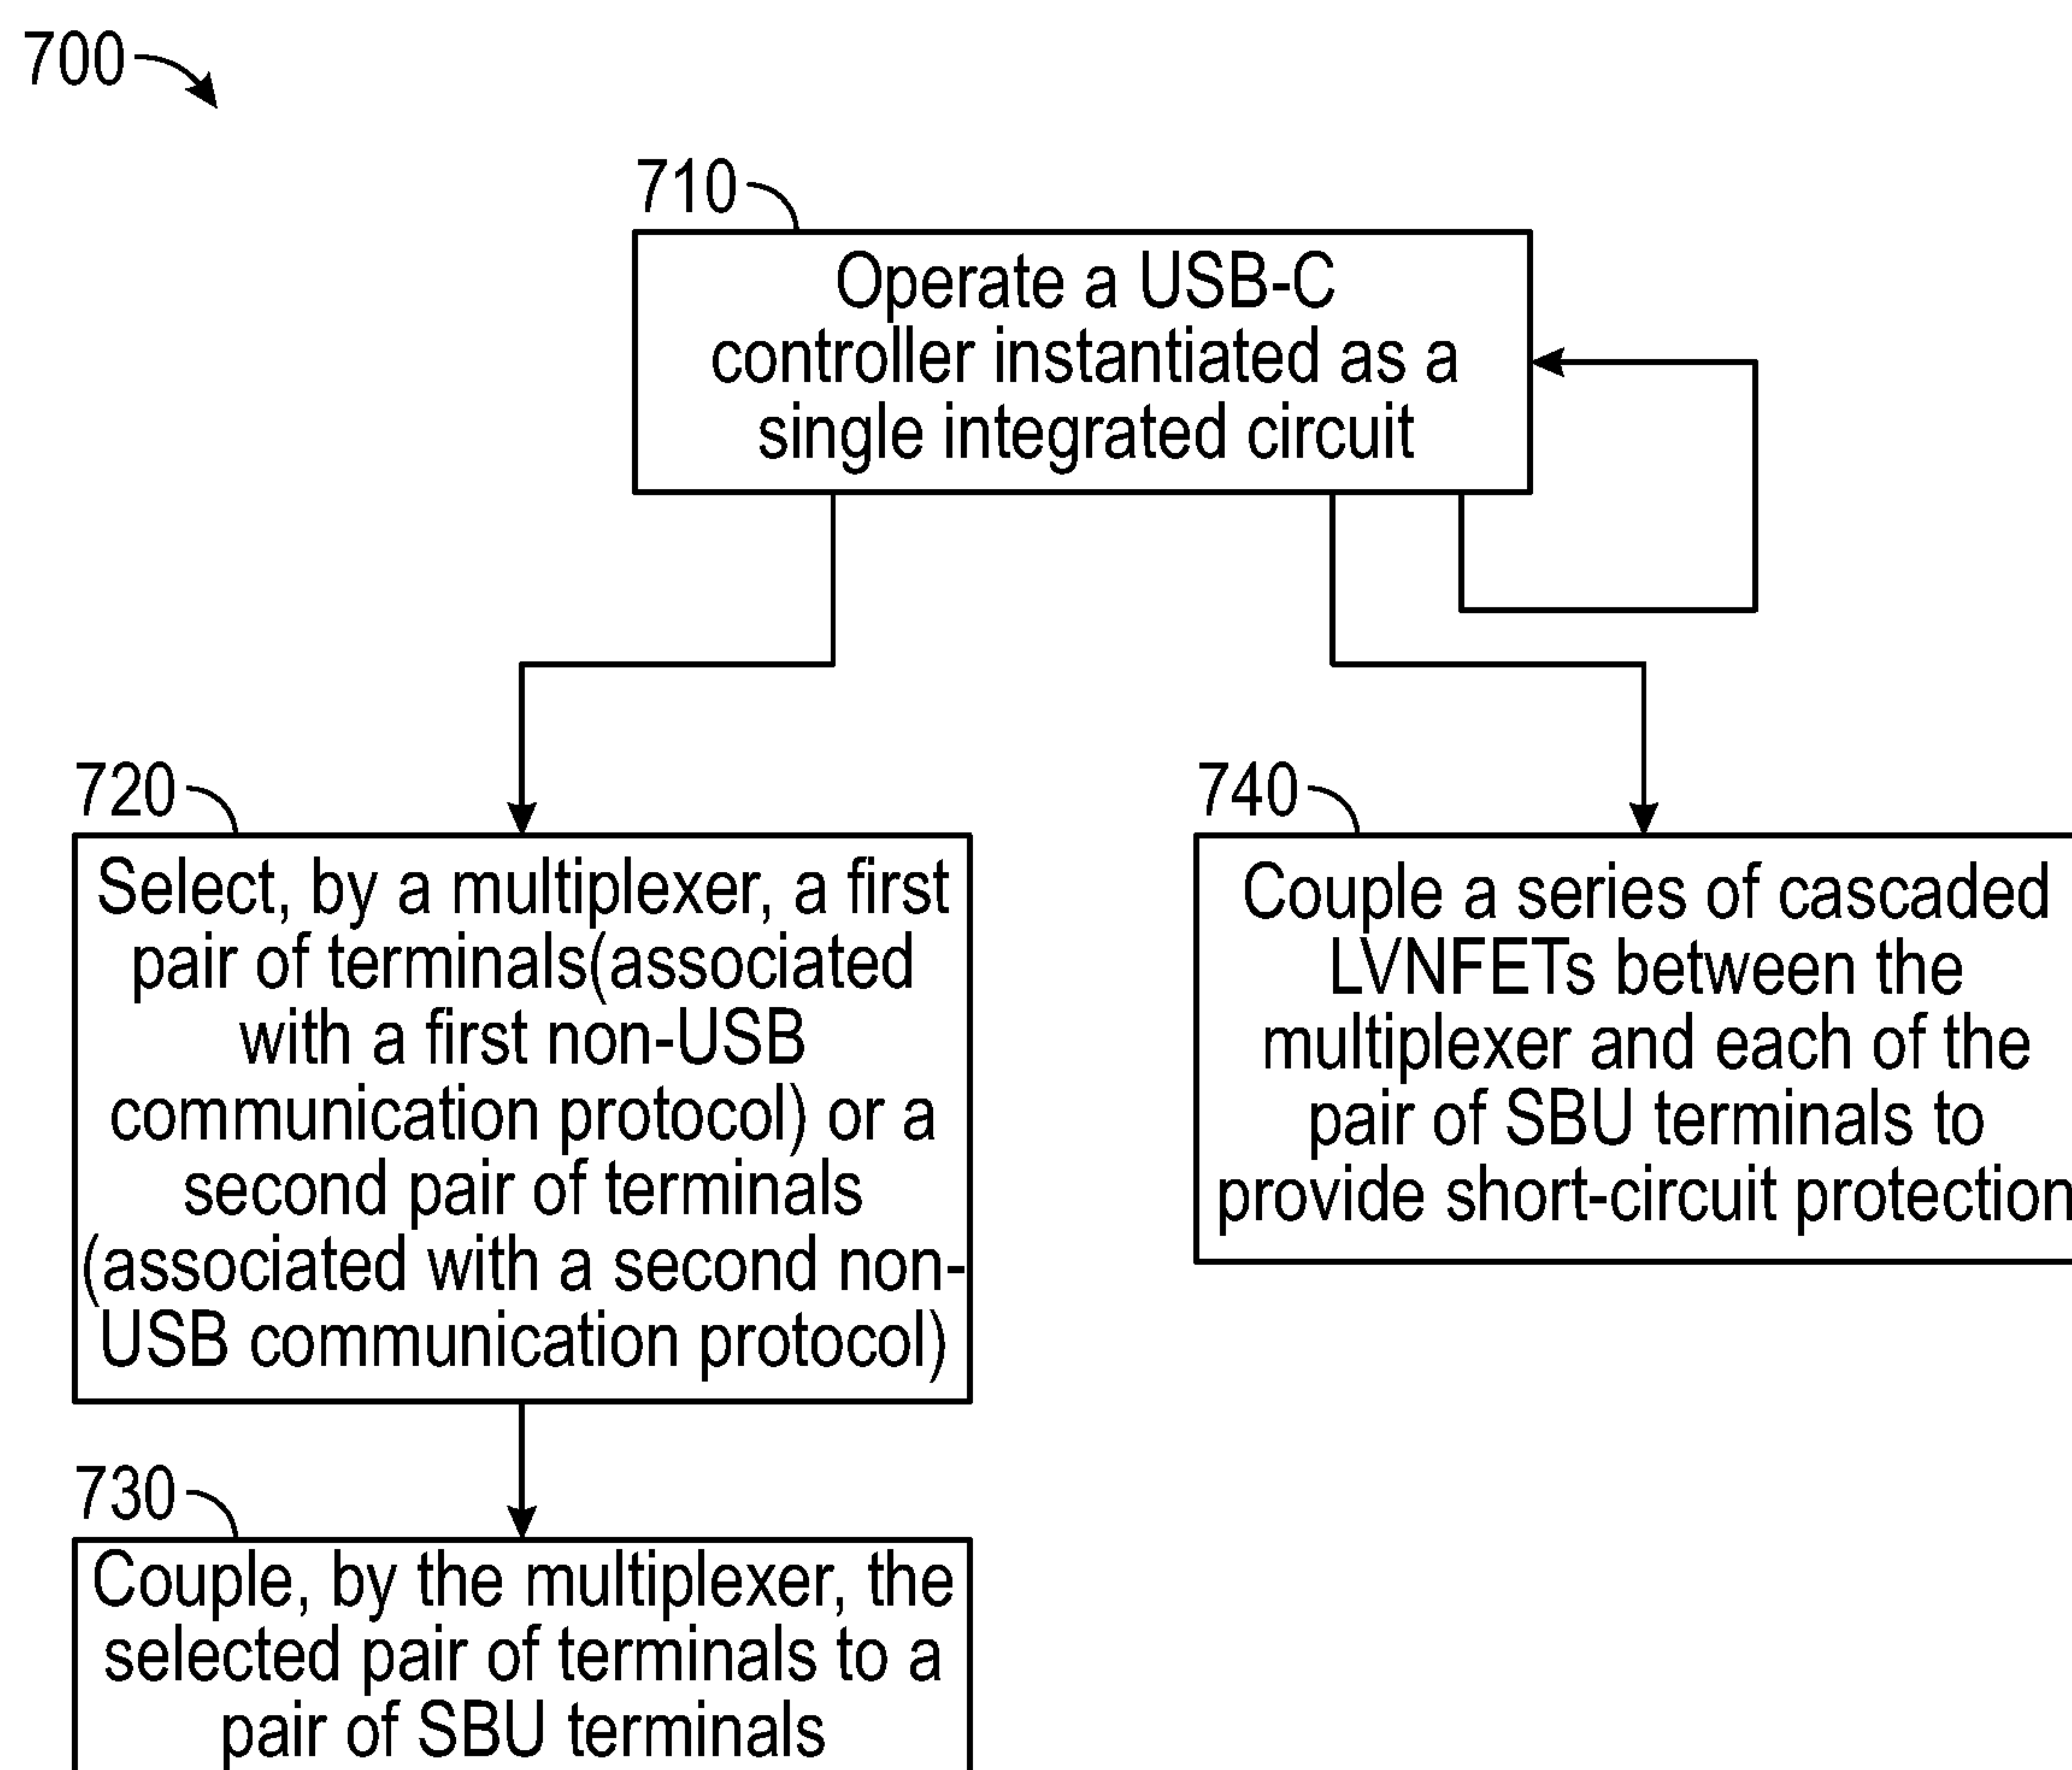 700
710
Operate a USB-C
controller instantiated as a
single integrated circuit
720
Select, by a multiplexer, a first
pair of terminals(associated
with a first non-USB
communication protocol) or a
second pair of terminals
(associated with a second non-
USB communication protocol)
740
Couple a series of cascaded
LVNFETs between the
multiplexer and each of the
pair of SBU terminals to
provide short-circuit protection
730
Couple, by the multiplexer, the
selected pair of terminals to a
pair of SBU terminals